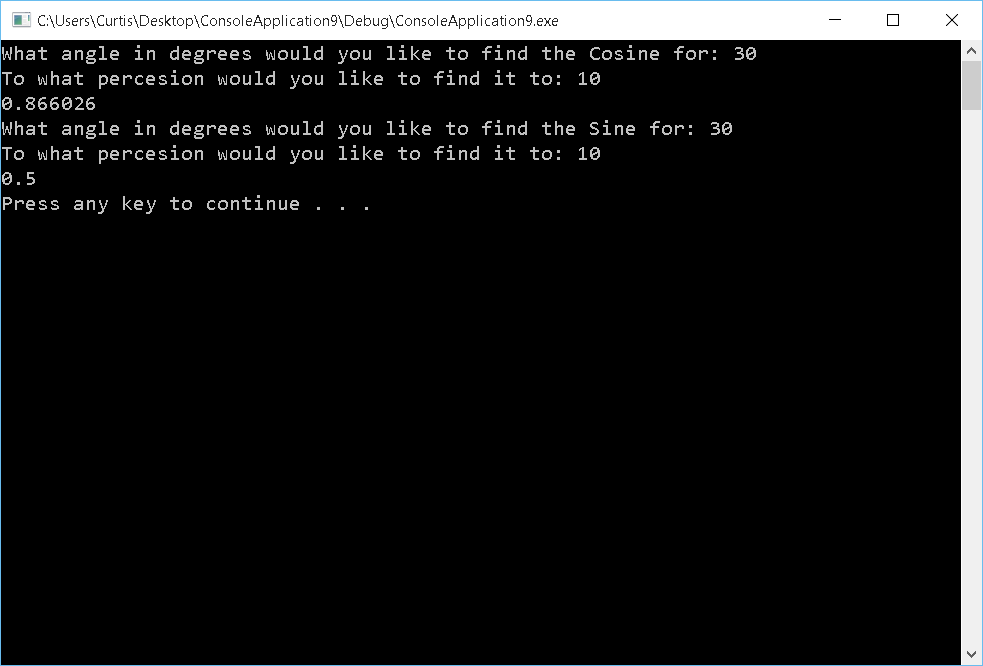 C:\Users\Curtis\Desktop\ConsoleApplication9\Debug\ConsoleApplication9.exe
What angle in degrees would you like to find the Cosine for: 30
To what percesion would you like to find it to: 10
0.866026
What angle in degrees would you like to find the Sine for: 30
To what percesion would you like to find it to: 10
0.5
Press any key to continue . . .